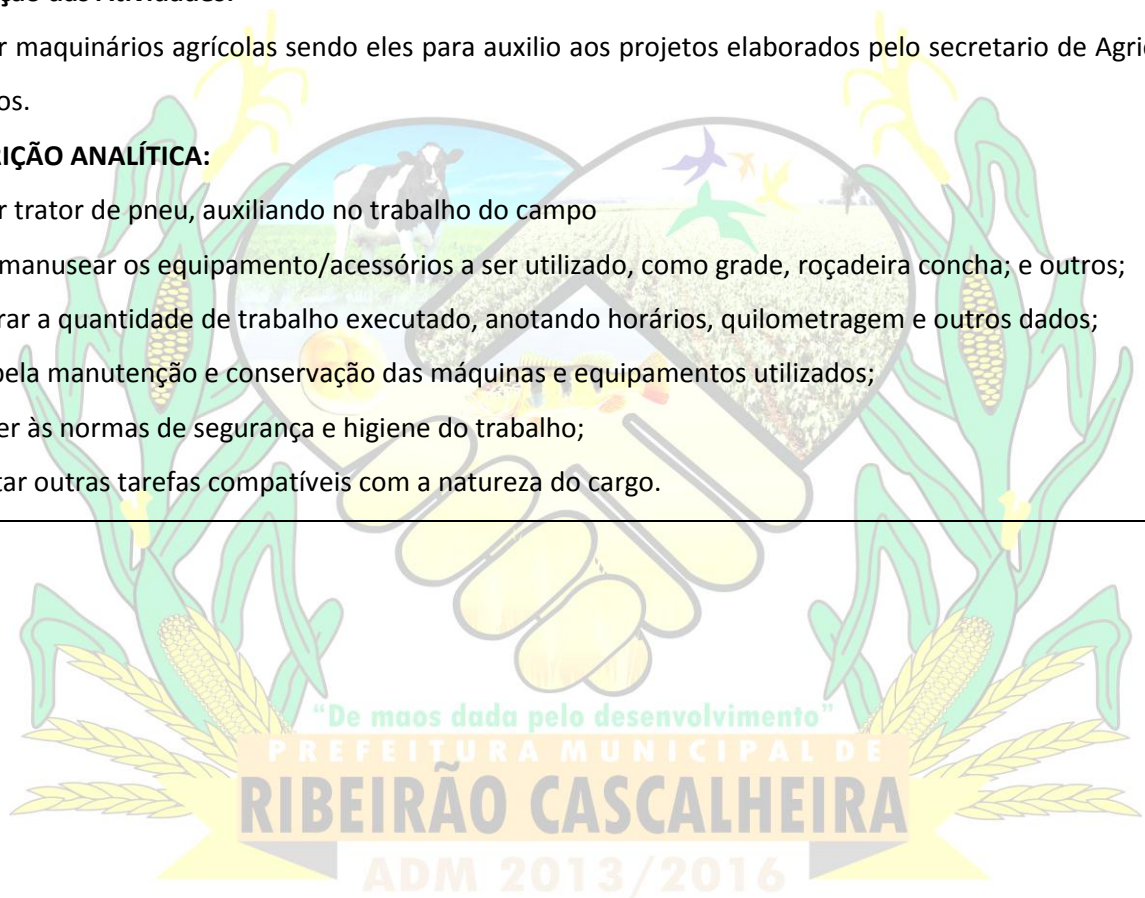 ção das Atividades:
r maquinários agrícolas sendo eles para auxilio aos projetos elaborados pelo secretario de Agri
os.
RIÇÃO ANALÍTICA:
r trator de pneu, auxiliando no trabalho do campo
manusear os equipamento/acessórios a ser utilizado, como grade, roçadeira concha; e outros;
rar a quantidade de trabalho executado, anotando horários, quilometragem e outros dados;
pela manutenção e conservação das máquinas e equipamentos utilizados;
er às normas de segurança e higiene do trabalho;
tar outras tarefas compatíveis com a natureza do cargo.
"De maos dada pelo desenvolvimento"
PREFEITURA MUNICIPAL DE
RIBEIRÃO CASCALHEIRA
ADM 2013/2016